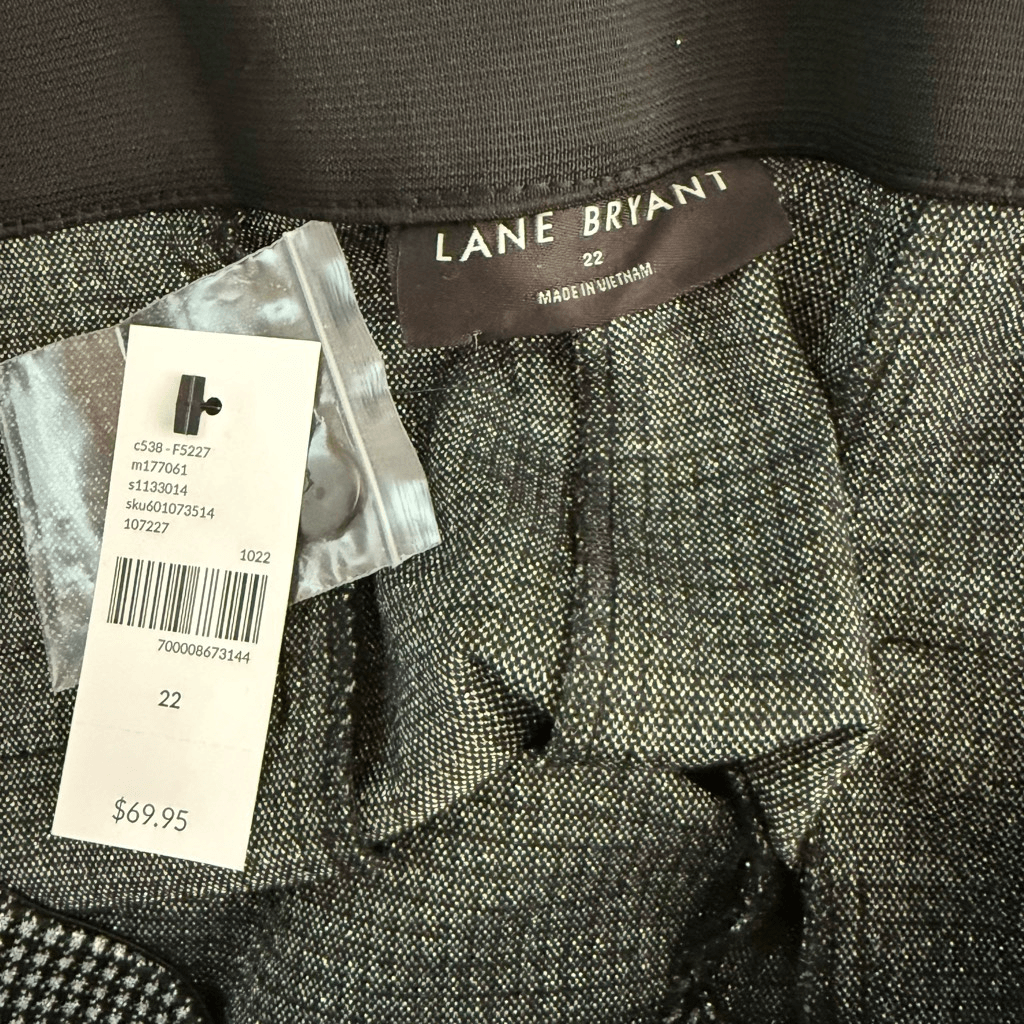 LANE BRYANT
22
MADE IN VIETNAM
c538 - F5227
m177061
s1133014
sku601073514
107227
1022
700008673144
22
$69.95